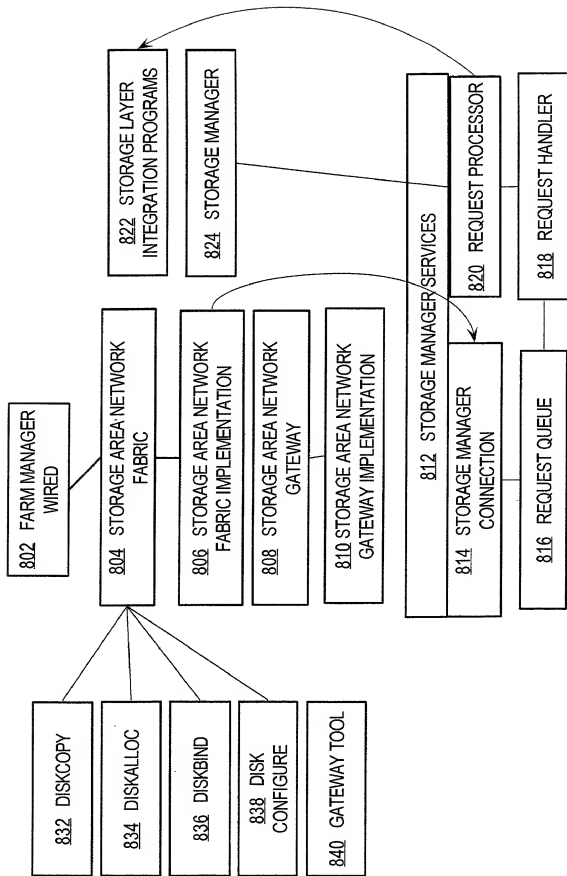 802 FARM MANAGER
WIRED
804 STORAGE AREA NETWORK
FABRIC
806 STORAGE AREA NETWORK
FABRIC IMPLEMENTATION
808 STORAGE AREA NETWORK
GATEWAY
810 STORAGE AREA NETWORK
GATEWAY IMPLEMENTATION
822 STORAGE LAYER
INTEGRATION PROGRAMS
824 STORAGE MANAGER
832 DISKCOPY
834 DISKALLOC
836 DISKBIND
838 DISK
CONFIGURE
840 GATEWAY TOOL
812 STORAGE MANAGER SERVICES
814 STORAGE MANAGER
CONNECTION
820 REQUEST PROCESSOR
816 REQUEST QUEUE
818 REQUEST HANDLER